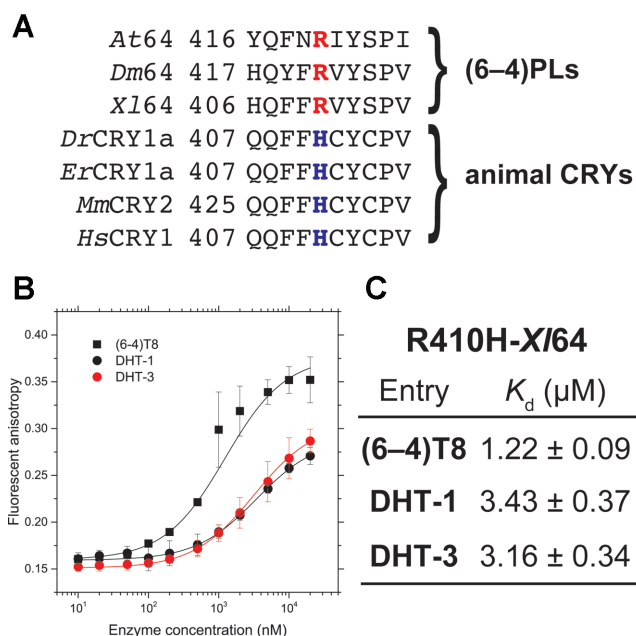 A
At64 416 YQFNRIYSPI
Dm64 417 HQYFRVYSPV
Xl64 406 HQFFRVYSPV
(6–4)PLs
DrCRY1a 407 QQFFHCYCPV
ErCRY1a 407 QQFFHCYCPV
MmCRY2 425 QQFFHCYCPV
HsCRY1 407 QQFFHCYCPV
animal CRYs
B
Fluorescent anisotropy
0.40
0.35
0.30
0.25
0.20
0.15
(6-4)T8
DHT-1
DHT-3
10¹ 10² 10³ 10⁴
Enzyme concentration (nM)
C
R410H-Xl64
Entry Kd (μM)
(6–4)T8 1.22 ± 0.09
DHT-1 3.43 ± 0.37
DHT-3 3.16 ± 0.34